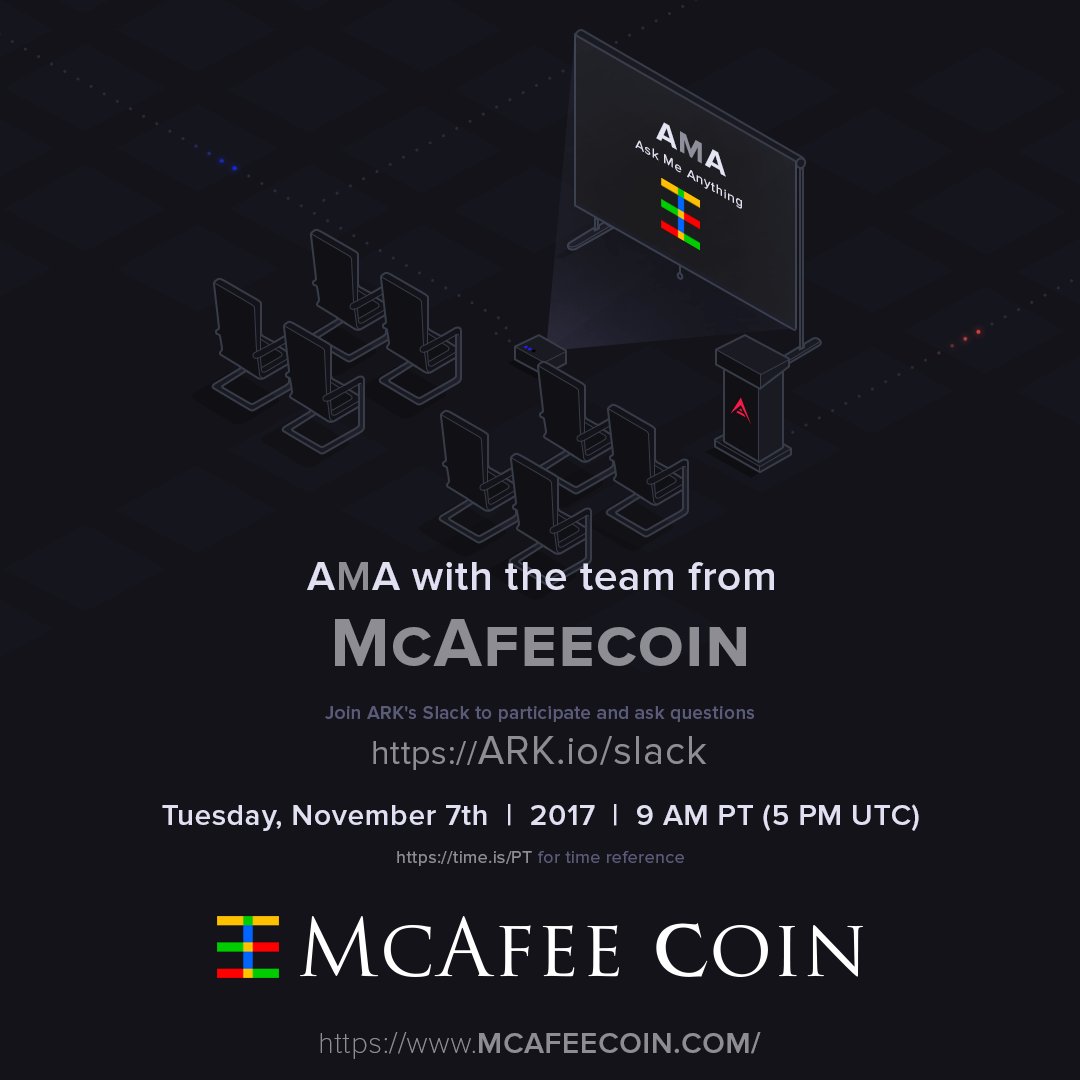 AMA
Ask Me Anything
AMA with the team from
McAfeecoin
Join ARK's Slack to participate and ask questions
https://ARK.io/slack
Tuesday, November 7th | 2017 | 9 AM PT (5 PM UTC)
https://time.is/PT for time reference
McAfee Coin
https://www.MCAFEECOIN.COM/